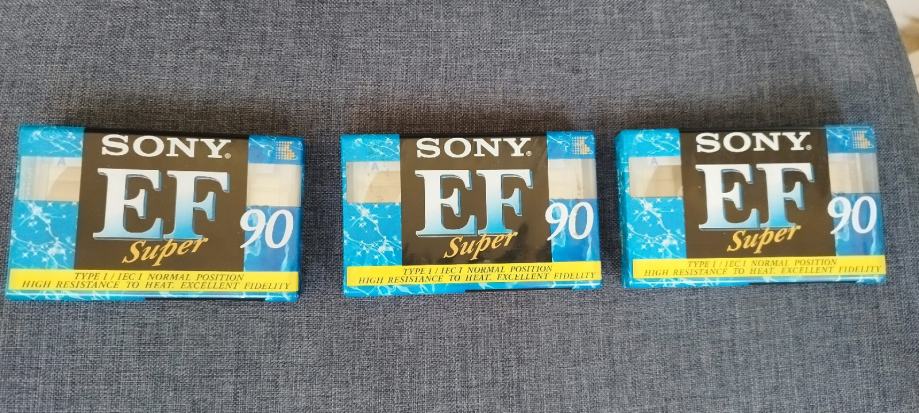 SONY®
EF
Super
90
TYPE I / IEC I NORMAL POSITION
HIGH RESISTANCE TO HEAT. EXCELLENT FIDELITY
SONY®
EF
Super
90
TYPE I / IEC I NORMAL POSITION
HIGH RESISTANCE TO HEAT. EXCELLENT FIDELITY
SONY®
EF
Super
90
TYPE I / IEC I NORMAL POSITION
HIGH RESISTANCE TO HEAT. EXCELLENT FIDELITY